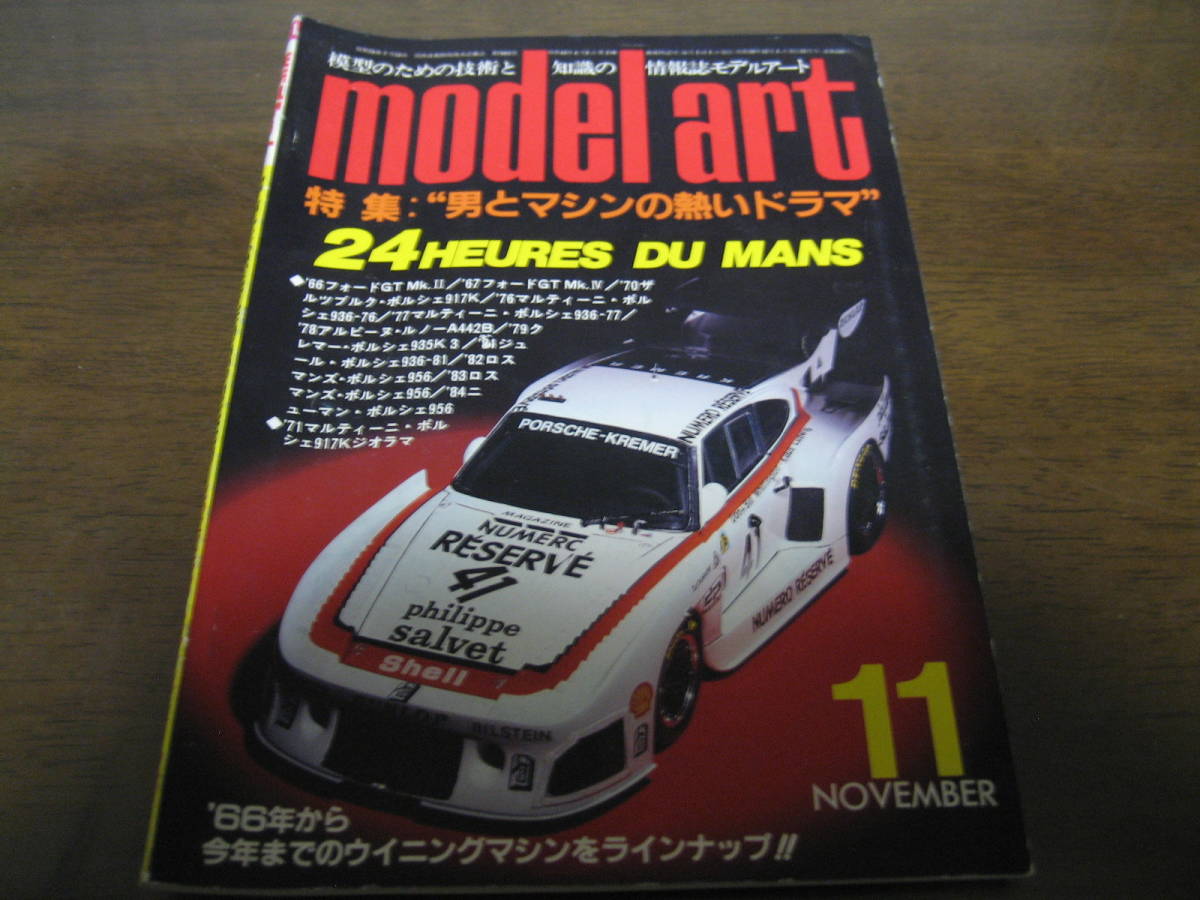 模型のための技術と 知識の 情報誌モデルアート
model art
特集:“男とマシンの熱いドラマ”
24 HEURES DU MANS
◆'66フォードGT Mk.II／'67フォードGT Mk.IV／'70ザ
ルツブルク・ポルシェ917K／'76マルティーニ・ポル
シェ936-76／'77マルティーニ・ポルシェ936-77／
'78アルピーヌ・ルノーA442B／'79ク
レマー・ポルシェ935K3／'81ジュ
ール・ポルシェ936-81／'82ロス
マンズ・ポルシェ956／'83ロス
マンズ・ポルシェ956／'84ニ
ューマン・ポルシェ956
◆'71マルティーニ・ポル
シェ917Kジオラマ
KREMER
PORSCHE-KREMER
NUMERO RÉSERVE
MAGAZINE
NUMERO
RÉSERVE
41
philippe
salvet
Shell
41
NUMERO RÉSERVE
BILSTEIN
11
NOVEMBER
'66年から
今年までのウイニングマシンをラインナップ!!